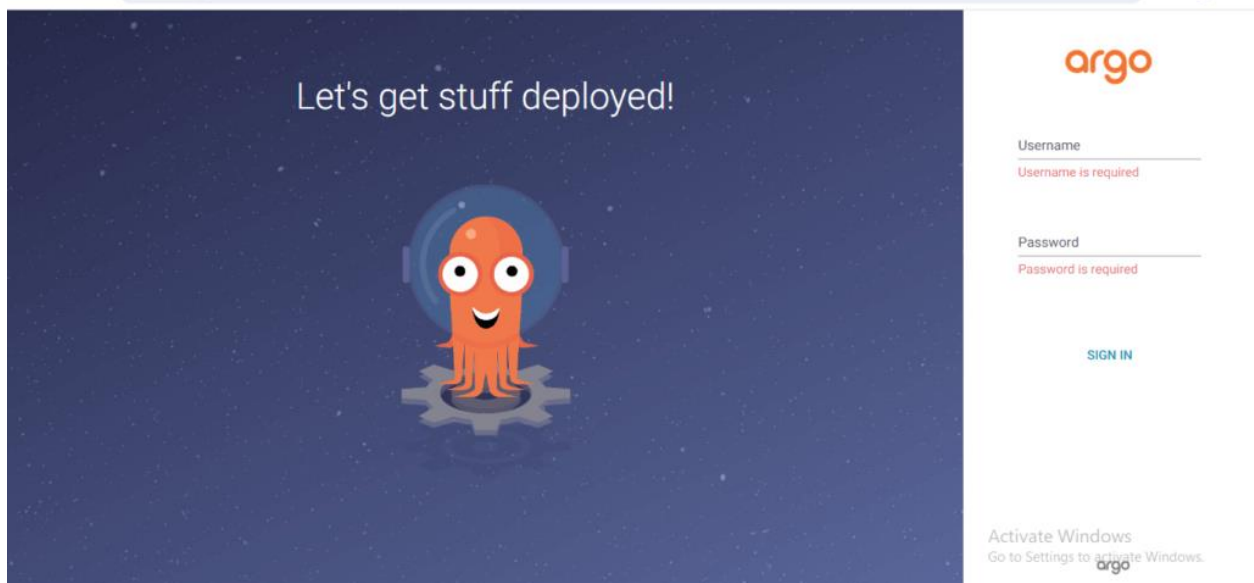 Let's get stuff deployed!
argo
Username
Username is required
Password
Password is required
SIGN IN
Activate Windows
Go to Settings to activate Windows.
argo